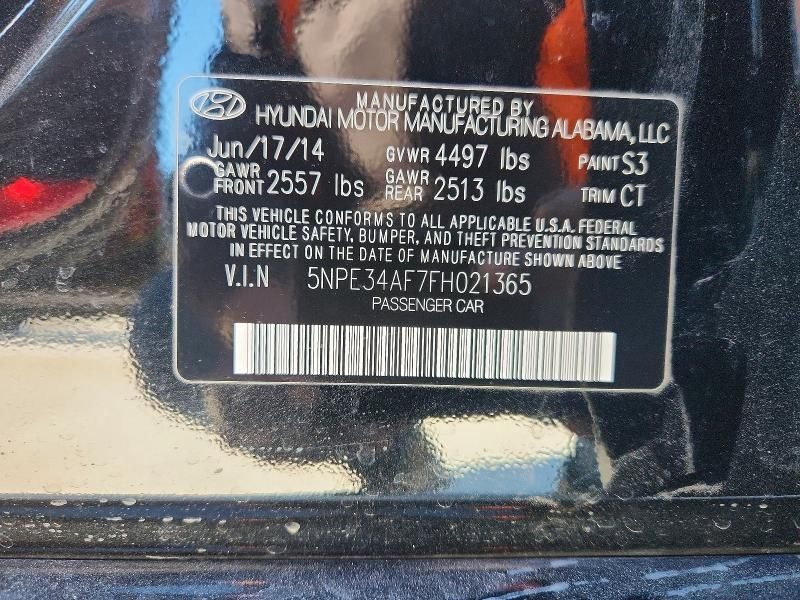 MANUFACTURED BY
HYUNDAI MOTOR MANUFACTURING ALABAMA, LLC
Jun/17/14 GVWR 4497 lbs PAINT S3
GAWR FRONT 2557 lbs GAWR REAR 2513 lbs TRIM CT
THIS VEHICLE CONFORMS TO ALL APPLICABLE U.S.A. FEDERAL
MOTOR VEHICLE SAFETY, BUMPER, AND THEFT PREVENTION STANDARDS
IN EFFECT ON THE DATE OF MANUFACTURE SHOWN ABOVE
V.I.N 5NPE34AF7FH021365
PASSENGER CAR